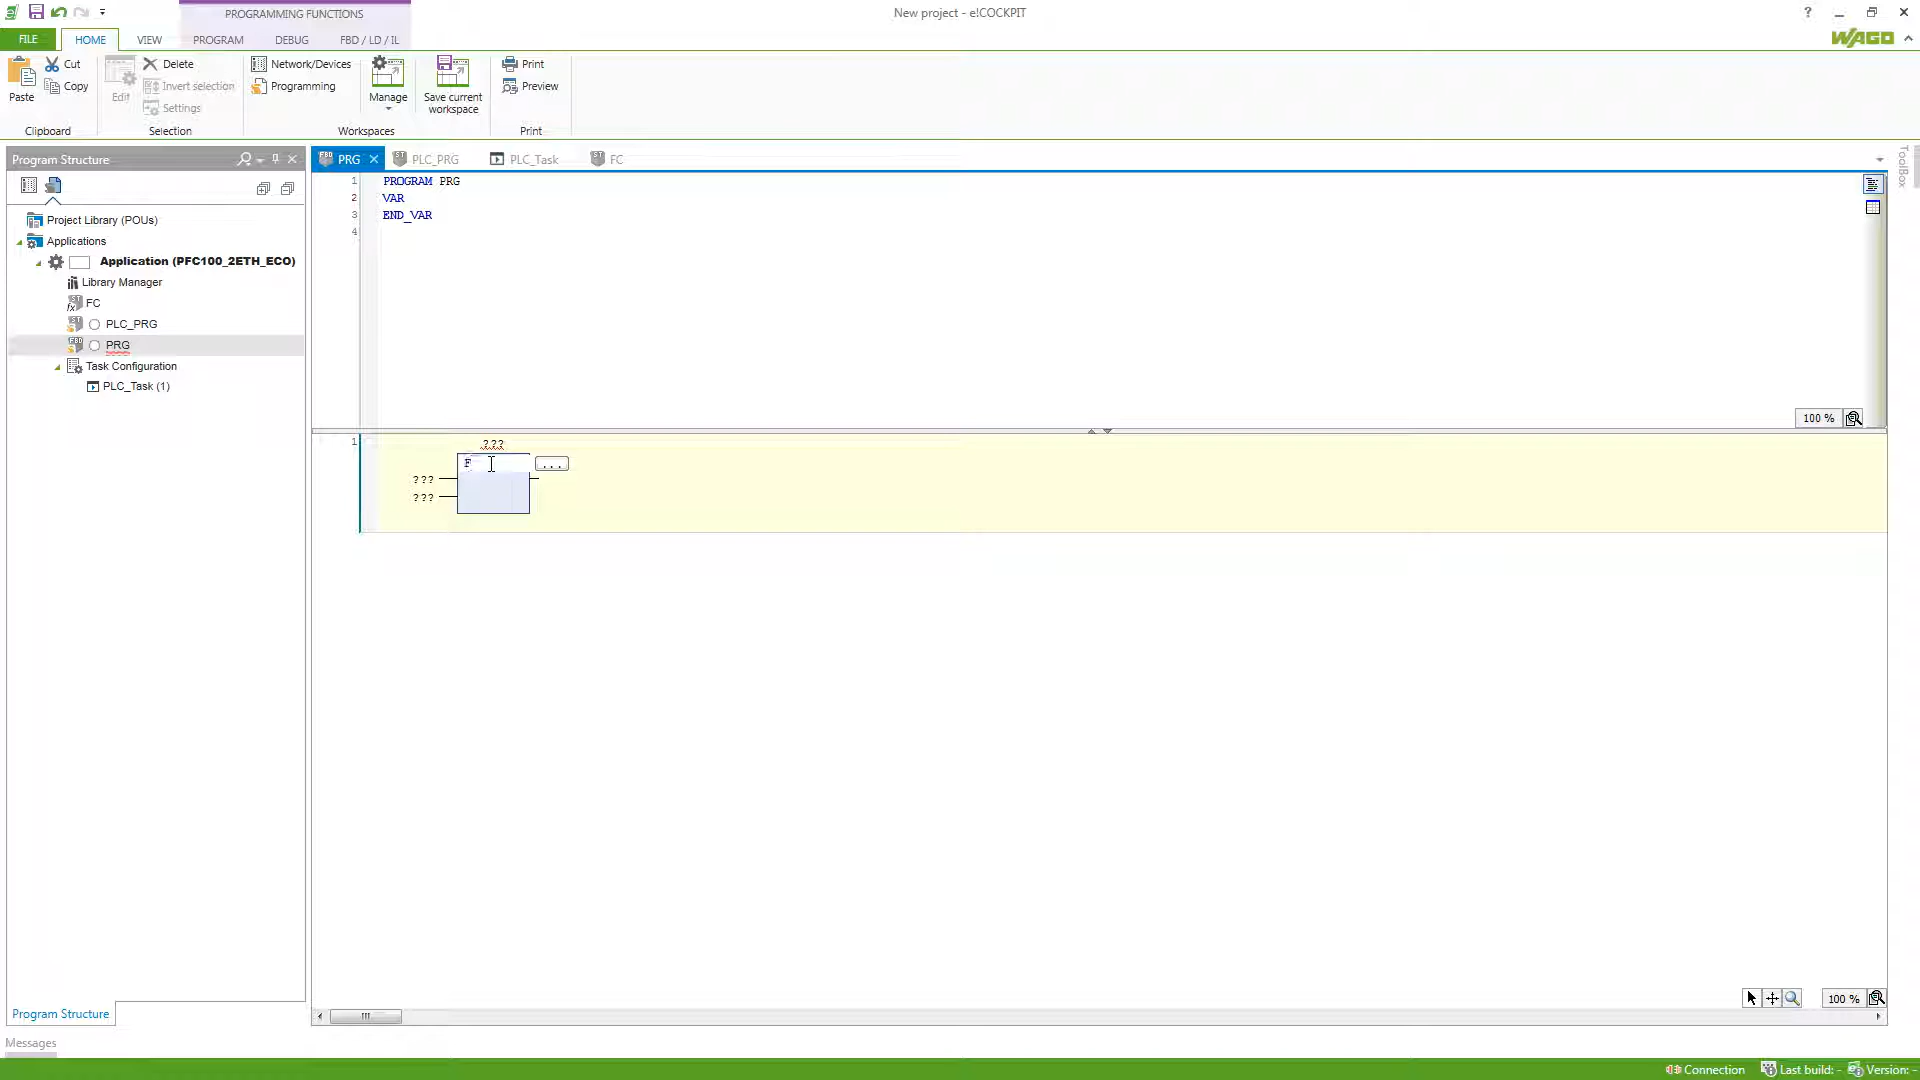 PROGRAMMING FUNCTIONS
New project - e!COCKPIT
?
FILE
HOME
VIEW
PROGRAM
DEBUG
FBD / LD / IL
WAGO
Paste
Cut
Copy
Clipboard
Edit
Delete
Invert selection
Settings
Selection
Network/Devices
Programming
Manage
Save current
workspace
Workspaces
Print
Preview
Print
Program Structure
Project Library (POUs)
Applications
Application (PFC100_2ETH_ECO)
Library Manager
FC
PLC_PRG
PRG
Task Configuration
PLC_Task (1)
Program Structure
Messages
PRG
PLC_PRG
PLC_Task
FC
ToolBox
1 PROGRAM PRG
2 VAR
3 END_VAR
4
100 %
1
???
F
...
???
???
100 %
Connection
Last build: -
Version: -